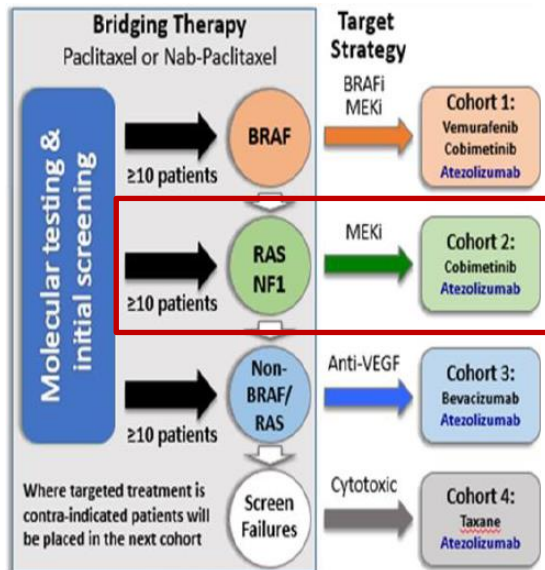 Bridging Therapy
Paclitaxel or Nab-Paclitaxel
Target
Strategy
Molecular testing &
initial screening
≥10 patients
BRAF
BRAFi
MEKi
Cohort 1:
Vemurafenib
Cobimetinib
Atezolizumab
≥10 patients
RAS
NF1
MEKi
Cohort 2:
Cobimetinib
Atezolizumab
≥10 patients
Non-
BRAF/
RAS
Anti-VEGF
Cohort 3:
Bevacizumab
Atezolizumab
Where targeted treatment is
contra-indicated patients will
be placed in the next cohort
Screen
Failures
Cytotoxic
Cohort 4:
Taxane
Atezolizumab